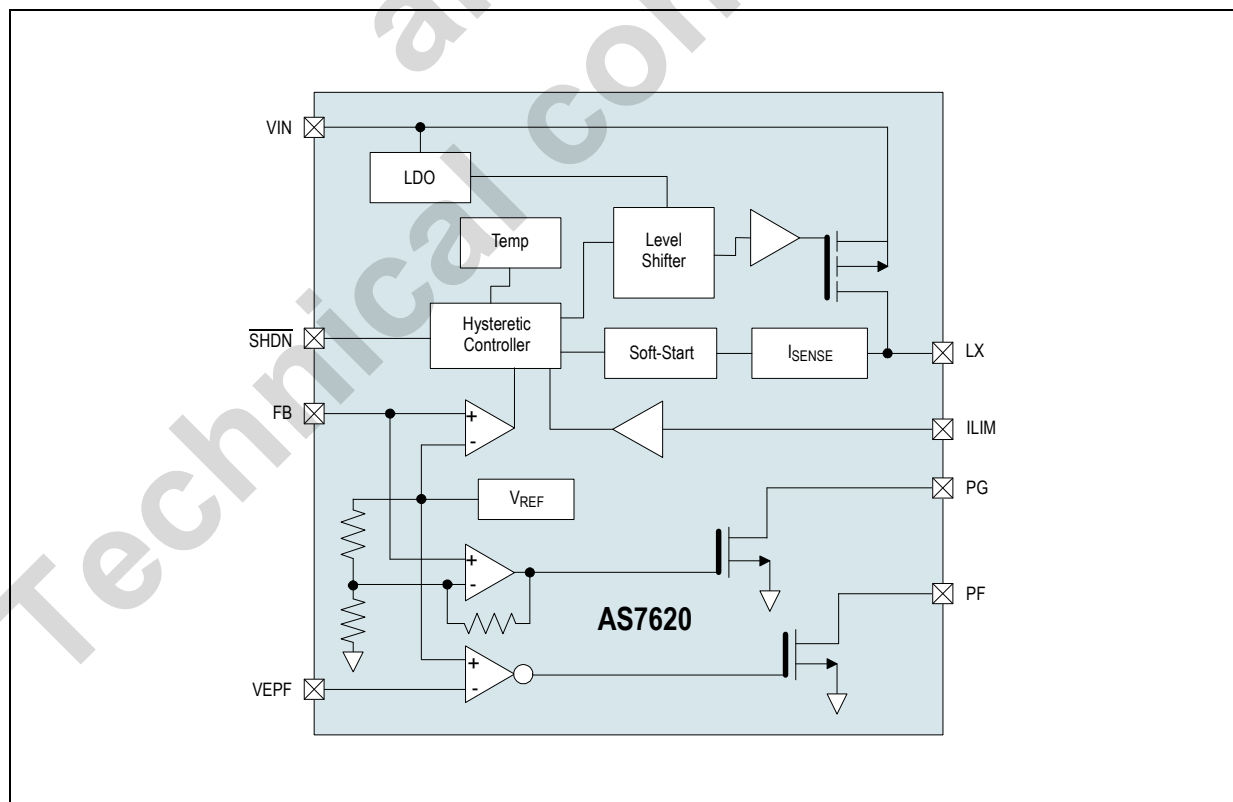 VIN
LDO
Temp
Level
Shifter
SHDN
Hysteretic
Controller
Soft-Start
ISENSE
LX
FB
+
-
ILIM
VREF
PG
+
-
AS7620
PF
+
-
VEPF
Technical con
a